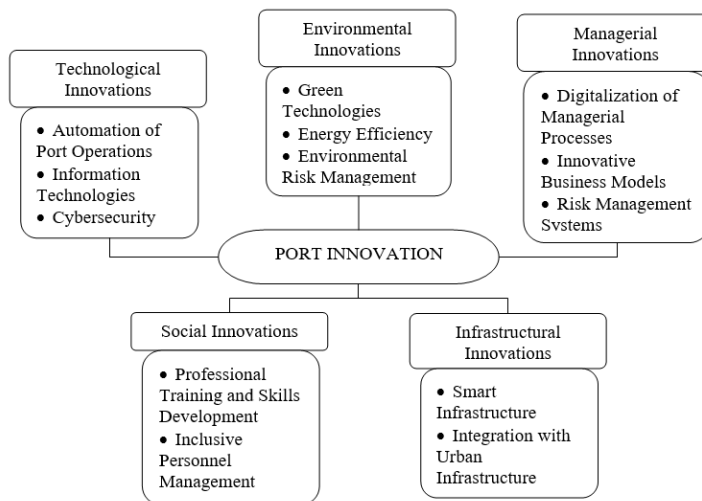 Technological
Innovations
• Automation of
Port Operations
• Information
Technologies
• Cybersecurity
Environmental
Innovations
• Green
Technologies
• Energy Efficiency
• Environmental
Risk Management
Managerial
Innovations
• Digitalization of
Managerial
Processes
• Innovative
Business Models
• Risk Management
Systems
PORT INNOVATION
Social Innovations
• Professional
Training and Skills
Development
• Inclusive
Personnel
Management
Infrastructural
Innovations
• Smart
Infrastructure
• Integration with
Urban
Infrastructure